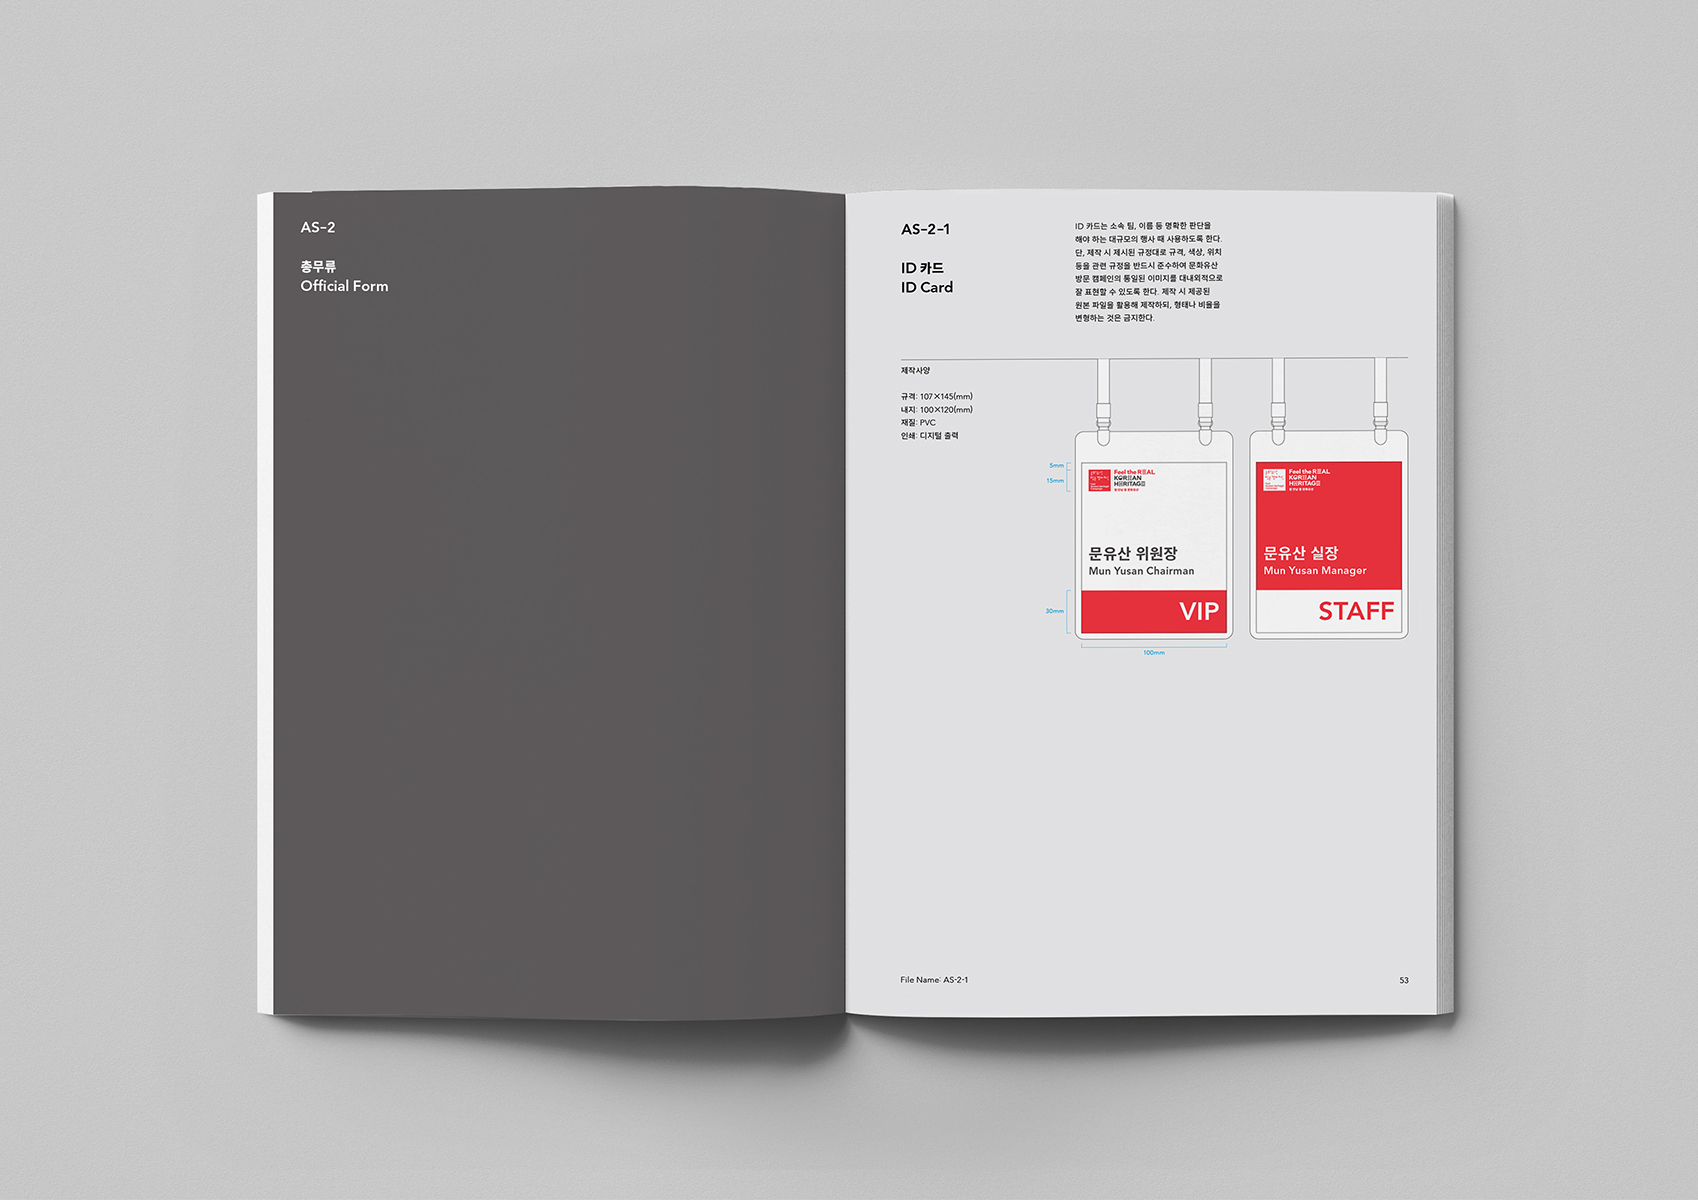 AS-2
총무류
Official Form
AS-2-1
ID 카드
ID Card
ID 카드는 소속 팀, 이름 등 명확한 판단을
해야 하는 대규모의 행사 때 사용하도록 한다.
단, 제작 시 제시된 규정대로 규격, 색상, 위치
등을 관련 규정을 반드시 준수하여 문화유산
방문 캠페인의 통일된 이미지를 대내외적으로
잘 표현할 수 있도록 한다. 제작 시 제공된
원본 파일을 활용해 제작하되, 형태나 비율을
변형하는 것은 금지한다.
제작사양
규격: 107×145(mm)
내지: 100×120(mm)
재질: PVC
인쇄: 디지털 출력
5mm
15mm
30mm
100mm
Feel the REAL
KOREAN
HERITAGE
문유산 위원장
Mun Yusan Chairman
VIP
Feel the REAL
KOREAN
HERITAGE
문유산 실장
Mun Yusan Manager
STAFF
File Name: AS-2-1
53